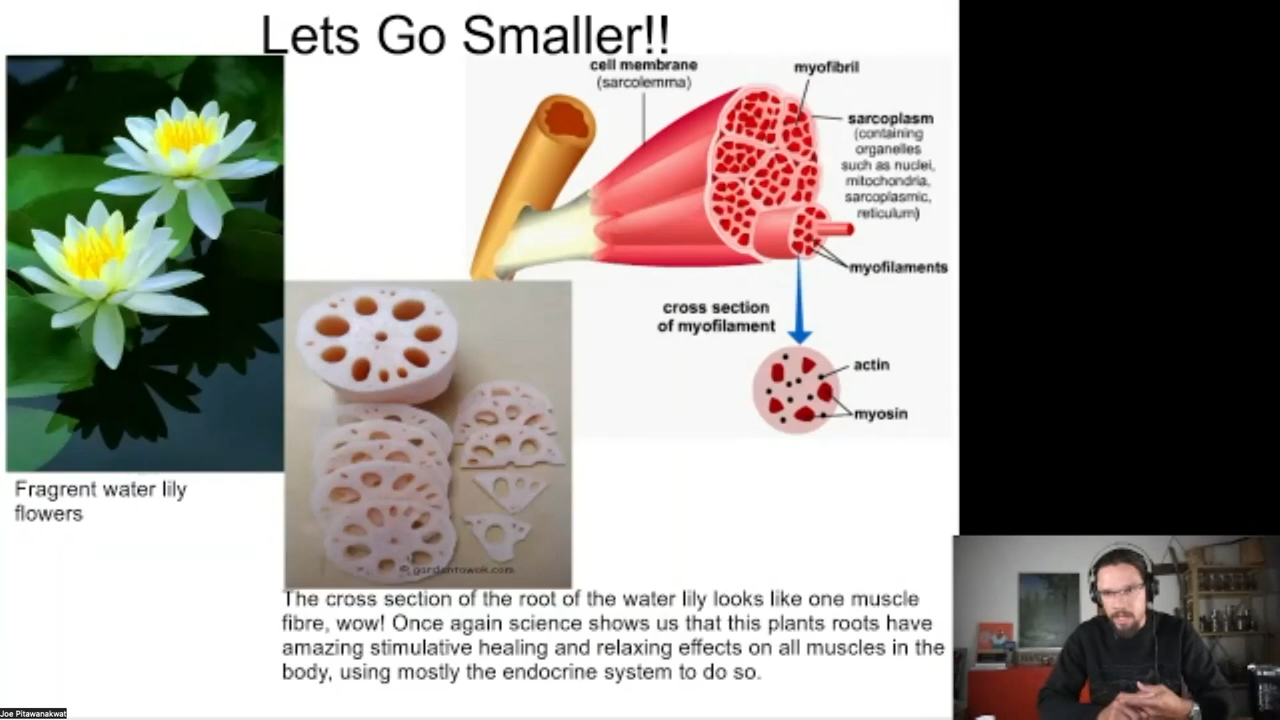 Lets Go Smaller!!
cell membrane
(sarcolemma)
myofibril
sarcoplasm
(containing
organelles
such as nuclei,
mitochondria,
sarcoplasmic,
reticulum)
myofilaments
cross section
of myofilament
actin
myosin
Fragrent water lily
flowers
© gardentowok.com
The cross section of the root of the water lily looks like one muscle
fibre, wow! Once again science shows us that this plants roots have
amazing stimulative healing and relaxing effects on all muscles in the
body, using mostly the endocrine system to do so.
Joe Pitawanakwat